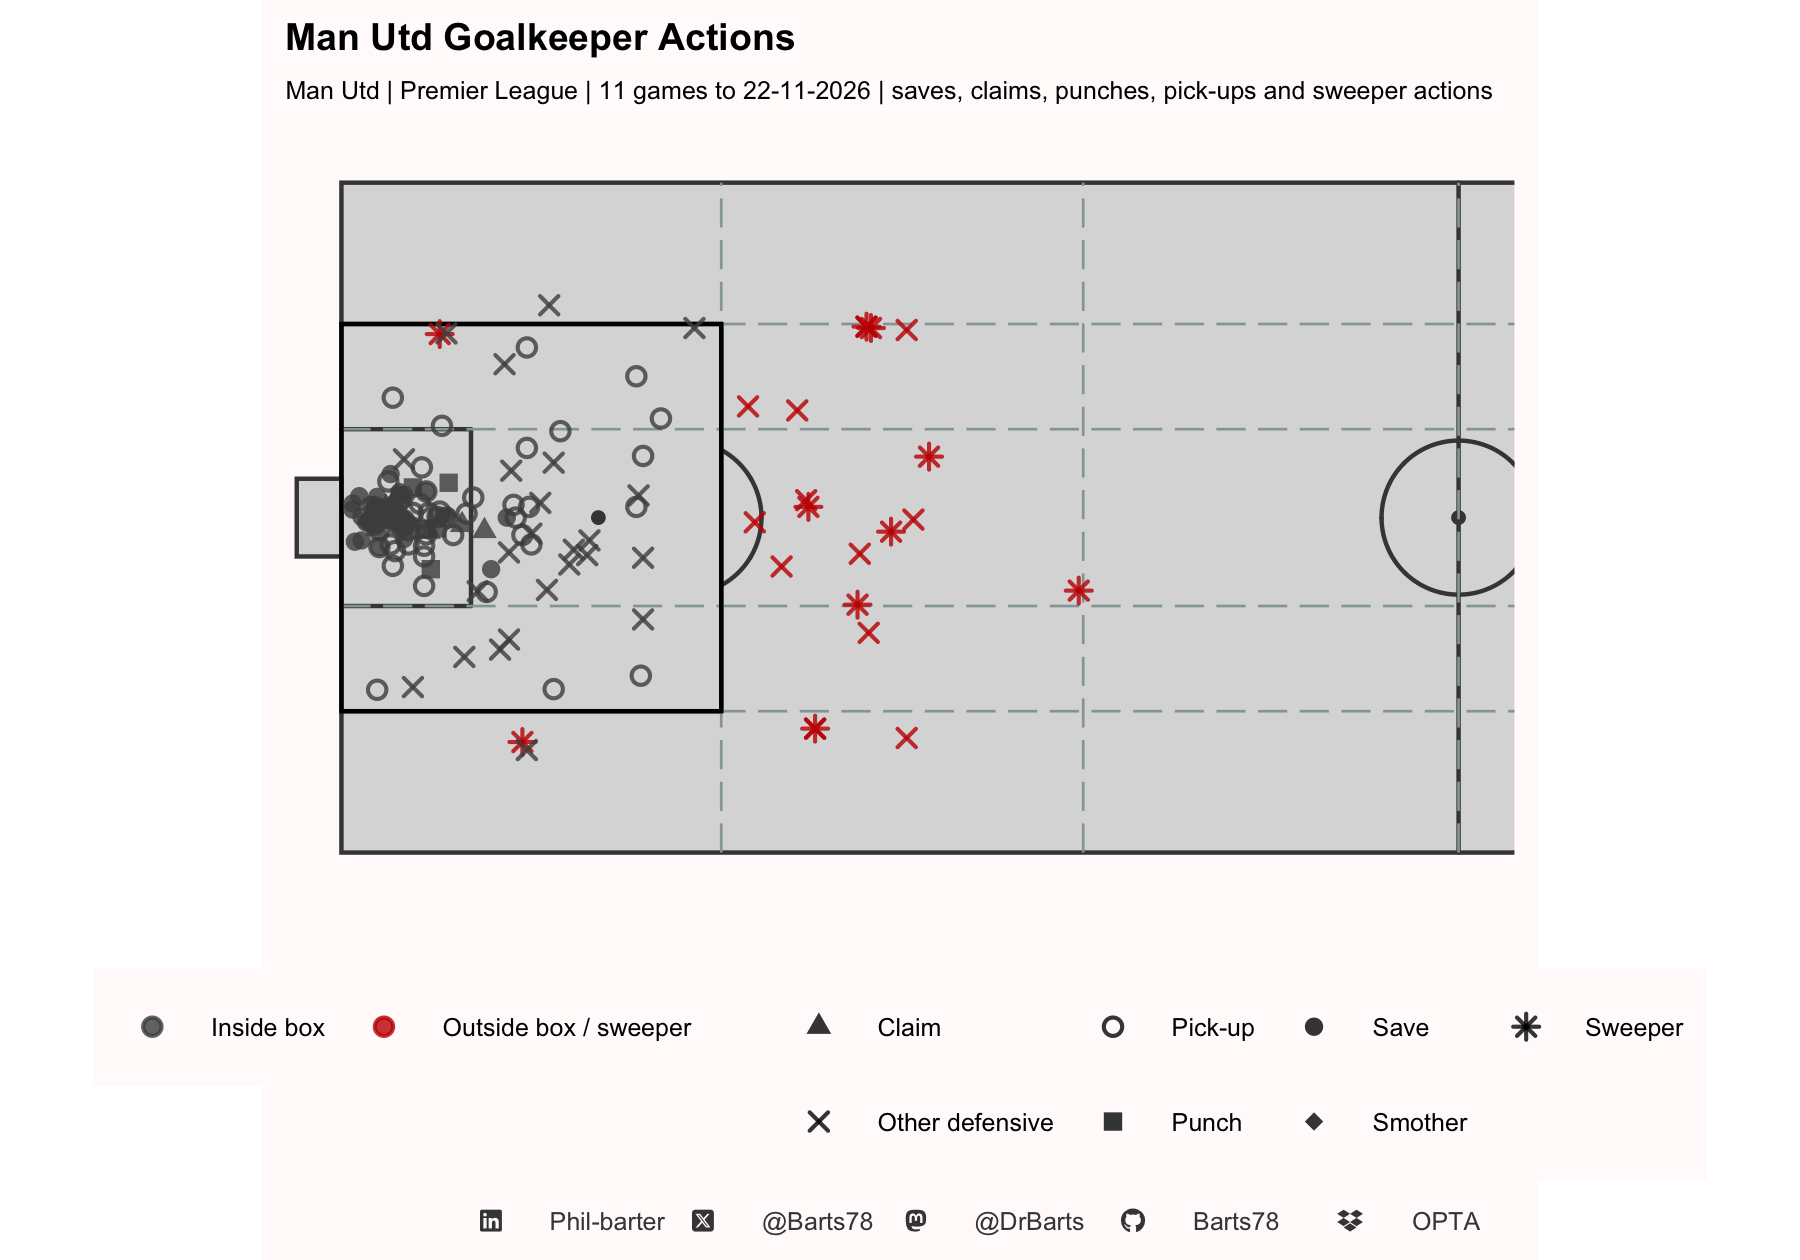 Man Utd Goalkeeper Actions
Man Utd | Premier League | 11 games to 22-11-2026 | saves, claims, punches, pick-ups and sweeper actions
Inside box Outside box / sweeper Claim Pick-up Save Sweeper
Other defensive Punch Smother
Phil-barter @Barts78 @DrBarts Barts78 OPTA